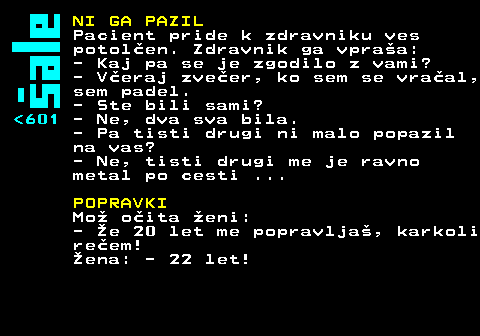 Šale
<601
NI GA PAZIL
Pacient pride k zdravniku ves
potolčen. Zdravnik ga vpraša:
- Kaj pa se je zgodilo z vami?
- Včeraj zvečer, ko sem se vračal,
sem padel.
- Ste bili sami?
- Ne, dva sva bila.
- Pa tisti drugi ni malo popazil
na vas?
- Ne, tisti drugi me je ravno
metal po cesti ...
POPRAVKI
Mož očita ženi:
- Že 20 let me popravljaš, karkoli
rečem!
Žena: - 22 let!